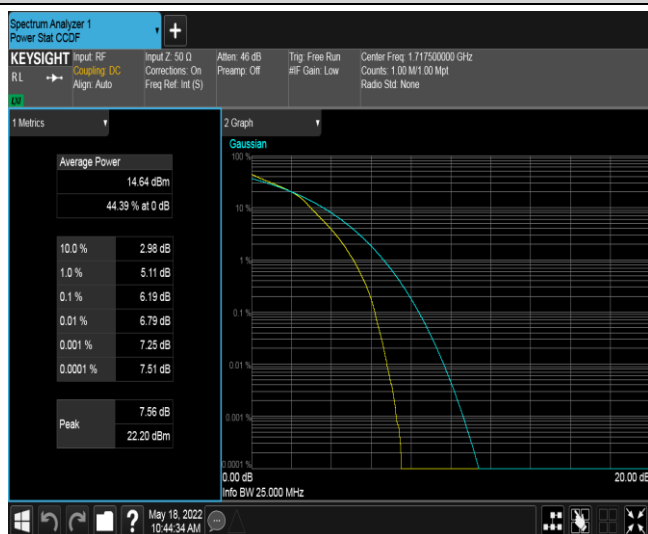 Spectrum Analyzer 1
Power Stat CCDF
+
KEYSIGHT
RL
Input: RF
Coupling: DC
Align: Auto
Input Z: 50 Ω
Corrections: On
Freq Ref: Int (S)
Atten: 46 dB
Preamp: Off
Trig: Free Run
#IF Gain: Low
Center Freq: 1.717500000 GHz
Counts: 1.00 M/1.00 Mpt
Radio Std: None
1 Metrics
Average Power
14.64 dBm
44.39 % at 0 dB
10.0 % 2.98 dB
1.0 % 5.11 dB
0.1 % 6.19 dB
0.01 % 6.79 dB
0.001 % 7.25 dB
0.0001 % 7.51 dB
Peak
7.56 dB
22.20 dBm
2 Graph
Gaussian
100 %
10 %
1 %
0.1 %
0.01 %
0.001 %
0.0001 %
0.00 dB
20.00 dB
Info BW 25.000 MHz
?
May 18, 2022
10:44:34 AM